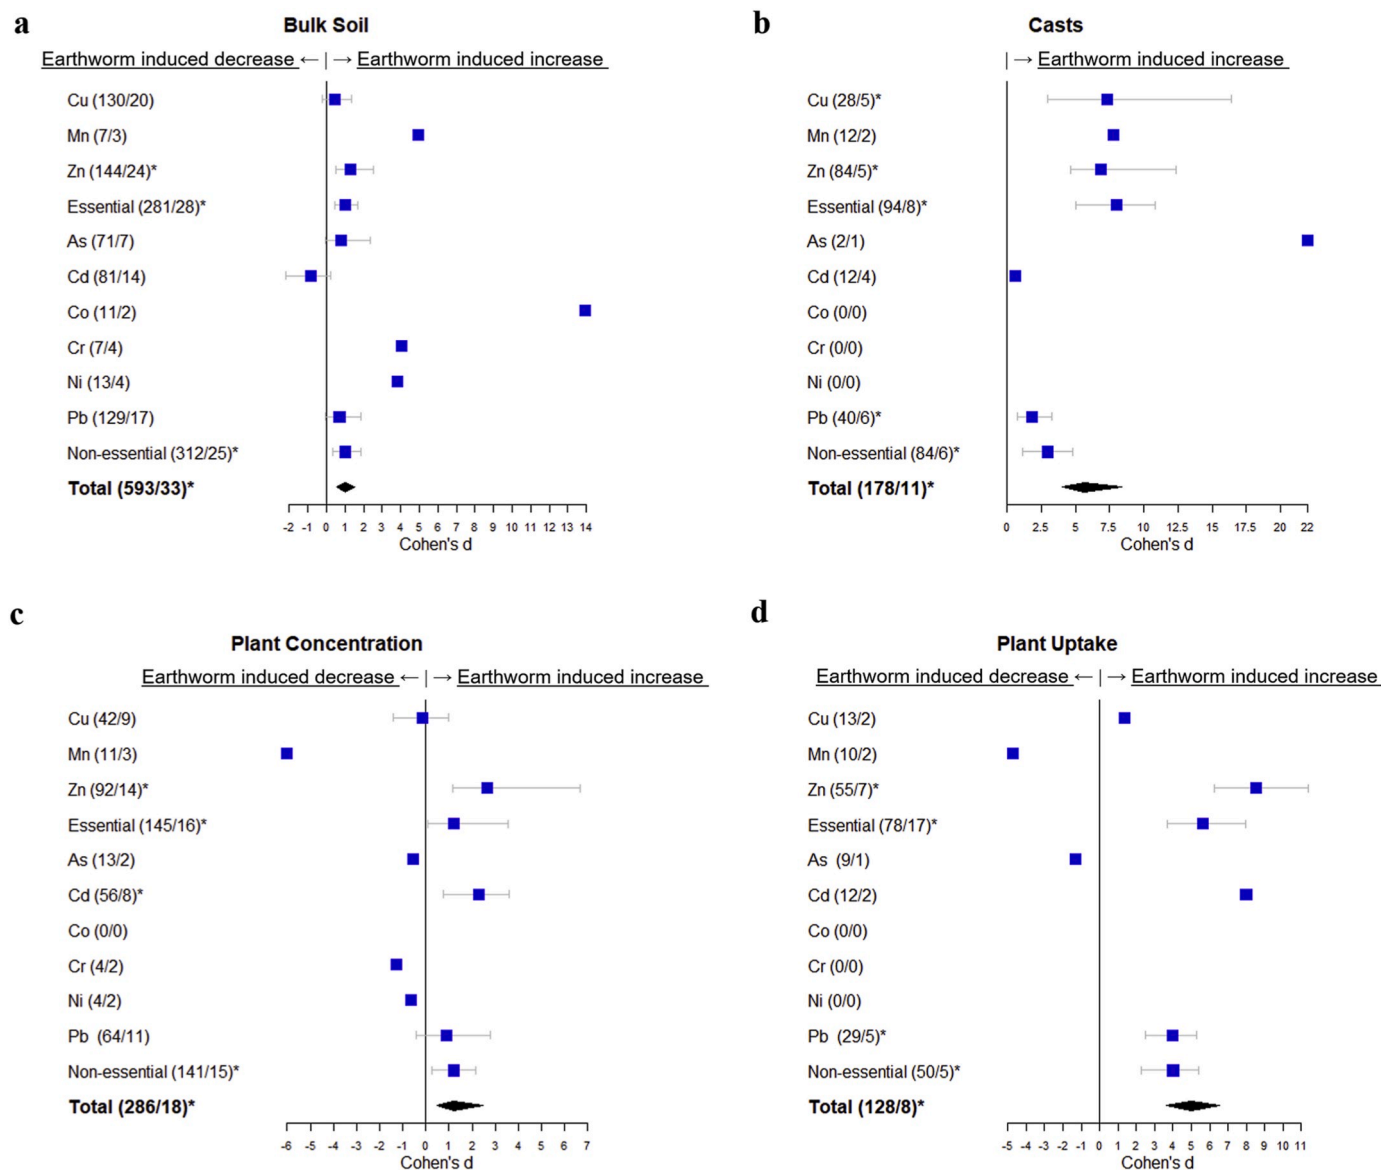 a
Bulk Soil
Earthworm induced decrease ← | → Earthworm induced increase
Cu (130/20)
Mn (7/3)
Zn (144/24)*
Essential (281/28)*
As (71/7)
Cd (81/14)
Co (11/2)
Cr (7/4)
Ni (13/4)
Pb (129/17)
Non-essential (312/25)*
Total (593/33)*
-2 -1 0 1 2 3 4 5 6 7 8 9 10 11 12 13 14
Cohen's d
b
Casts
| → Earthworm induced increase
Cu (28/5)*
Mn (12/2)
Zn (84/5)*
Essential (94/8)*
As (2/1)
Cd (12/4)
Co (0/0)
Cr (0/0)
Ni (0/0)
Pb (40/6)*
Non-essential (84/6)*
Total (178/11)*
0 2.5 5 7.5 10 12.5 15 17.5 20 22
Cohen's d
c
Plant Concentration
Earthworm induced decrease ← | → Earthworm induced increase
Cu (42/9)
Mn (11/3)
Zn (92/14)*
Essential (145/16)*
As (13/2)
Cd (56/8)*
Co (0/0)
Cr (4/2)
Ni (4/2)
Pb (64/11)
Non-essential (141/15)*
Total (286/18)*
-6 -5 -4 -3 -2 -1 0 1 2 3 4 5 6 7
Cohen's d
d
Plant Uptake
Earthworm induced decrease ← | → Earthworm induced increase
Cu (13/2)
Mn (10/2)
Zn (55/7)*
Essential (78/17)*
As (9/1)
Cd (12/2)
Co (0/0)
Cr (0/0)
Ni (0/0)
Pb (29/5)*
Non-essential (50/5)*
Total (128/8)*
-5 -4 -3 -2 -1 0 1 2 3 4 5 6 7 8 9 10 11
Cohen's d